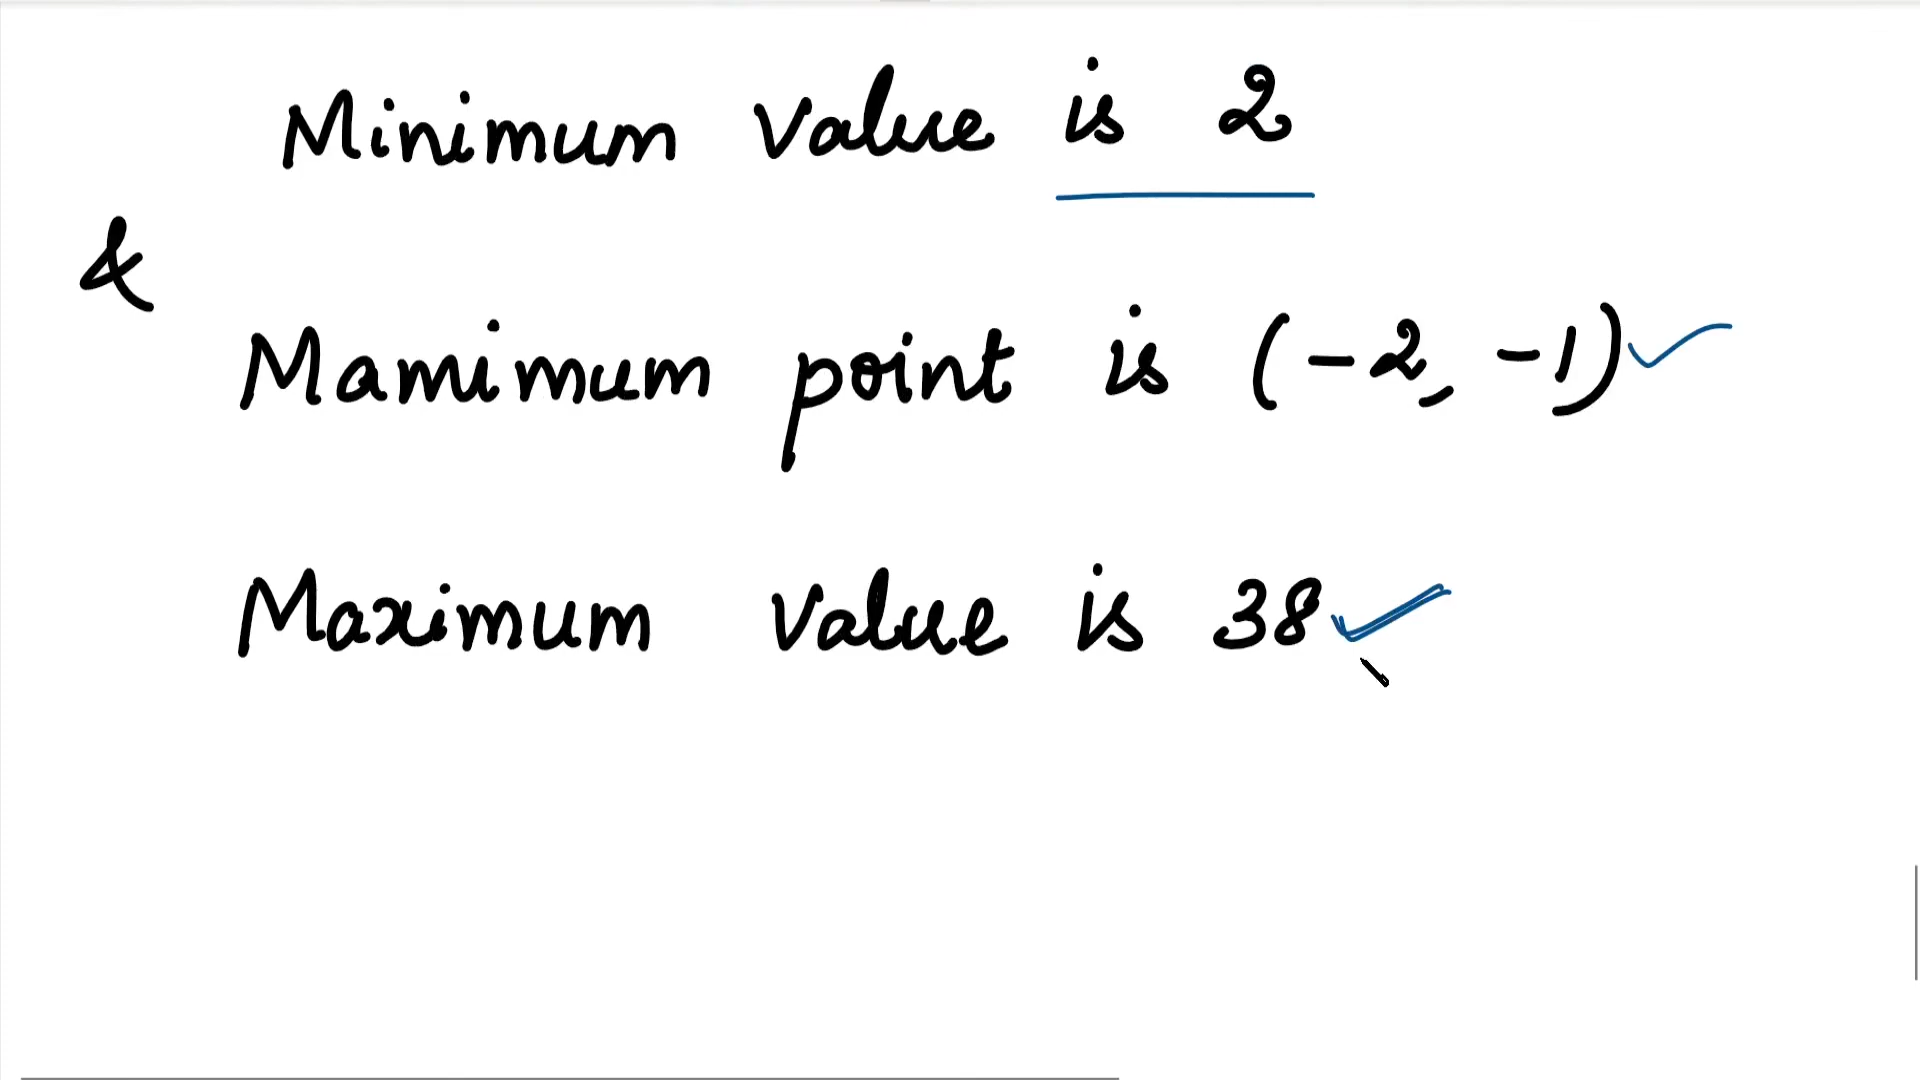 Minimum value is 2
&
Mamimum point is (-2, -1)
Maximum value is 38